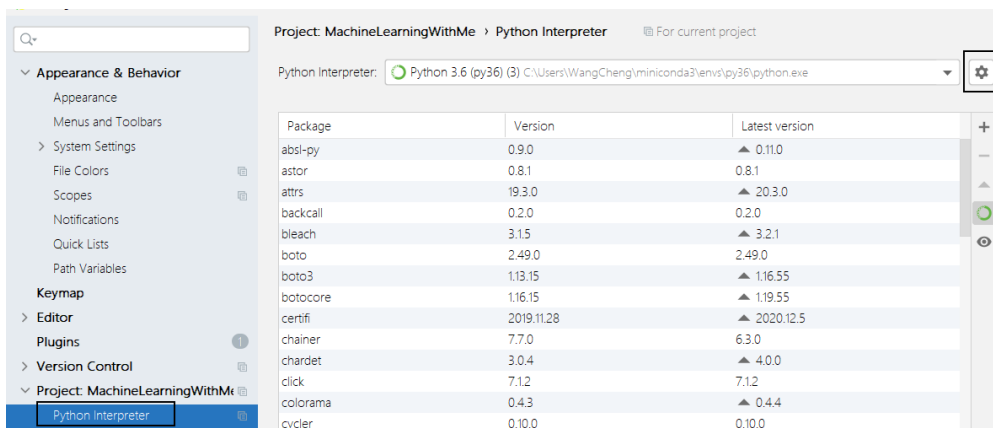 Project: MachineLearningWithMe › Python Interpreter For current project
Appearance & Behavior
Appearance
Menus and Toolbars
System Settings
File Colors
Scopes
Notifications
Quick Lists
Path Variables
Keymap
Editor
Plugins 1
Version Control
Project: MachineLearningWithMe
Python Interpreter
Python Interpreter: Python 3.6 (py36) (3) C:\Users\WangCheng\miniconda3\envs\py36\python.exe
Package Version Latest version
absl-py 0.9.0 ▲ 0.11.0
astor 0.8.1 0.8.1
attrs 19.3.0 ▲ 20.3.0
backcall 0.2.0 0.2.0
bleach 3.1.5 ▲ 3.2.1
boto 2.49.0 2.49.0
boto3 1.13.15 ▲ 1.16.55
botocore 1.16.15 ▲ 1.19.55
certifi 2019.11.28 ▲ 2020.12.5
chainer 7.7.0 6.3.0
chardet 3.0.4 ▲ 4.0.0
click 7.1.2 7.1.2
colorama 0.4.3 ▲ 0.4.4
cycler 0.10.0 0.10.0